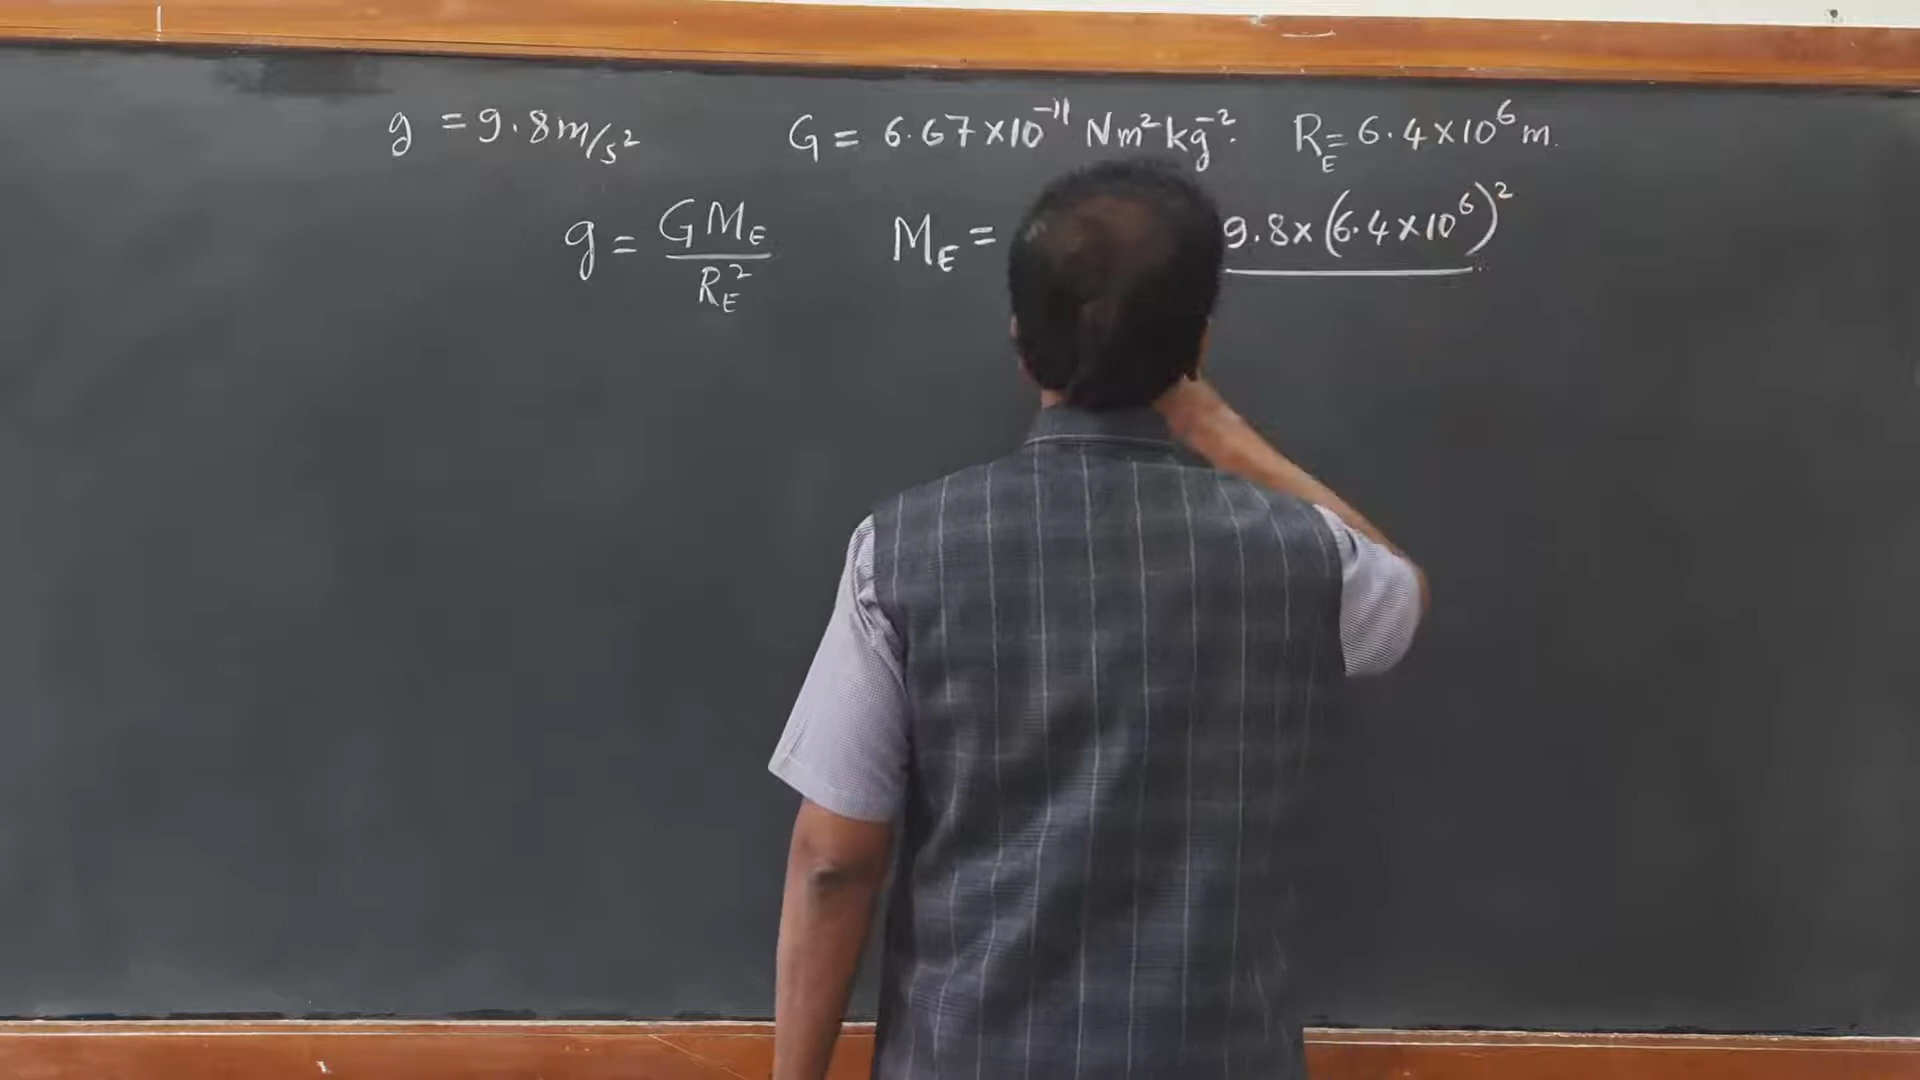 g = 9.8 m/s² G = 6.67×10⁻¹¹ Nm²kg⁻². R_E = 6.4×10⁶ m.
g = GM_E / R_E² M_E = 9.8×(6.4×10⁶)²